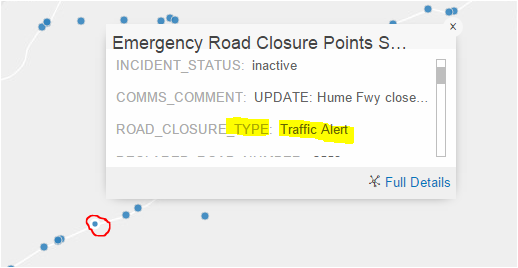 ×
Emergency Road Closure Points S...
INCIDENT_STATUS: inactive
COMMS_COMMENT: UPDATE: Hume Fwy close...
ROAD_CLOSURE_TYPE: Traffic Alert
Full Details